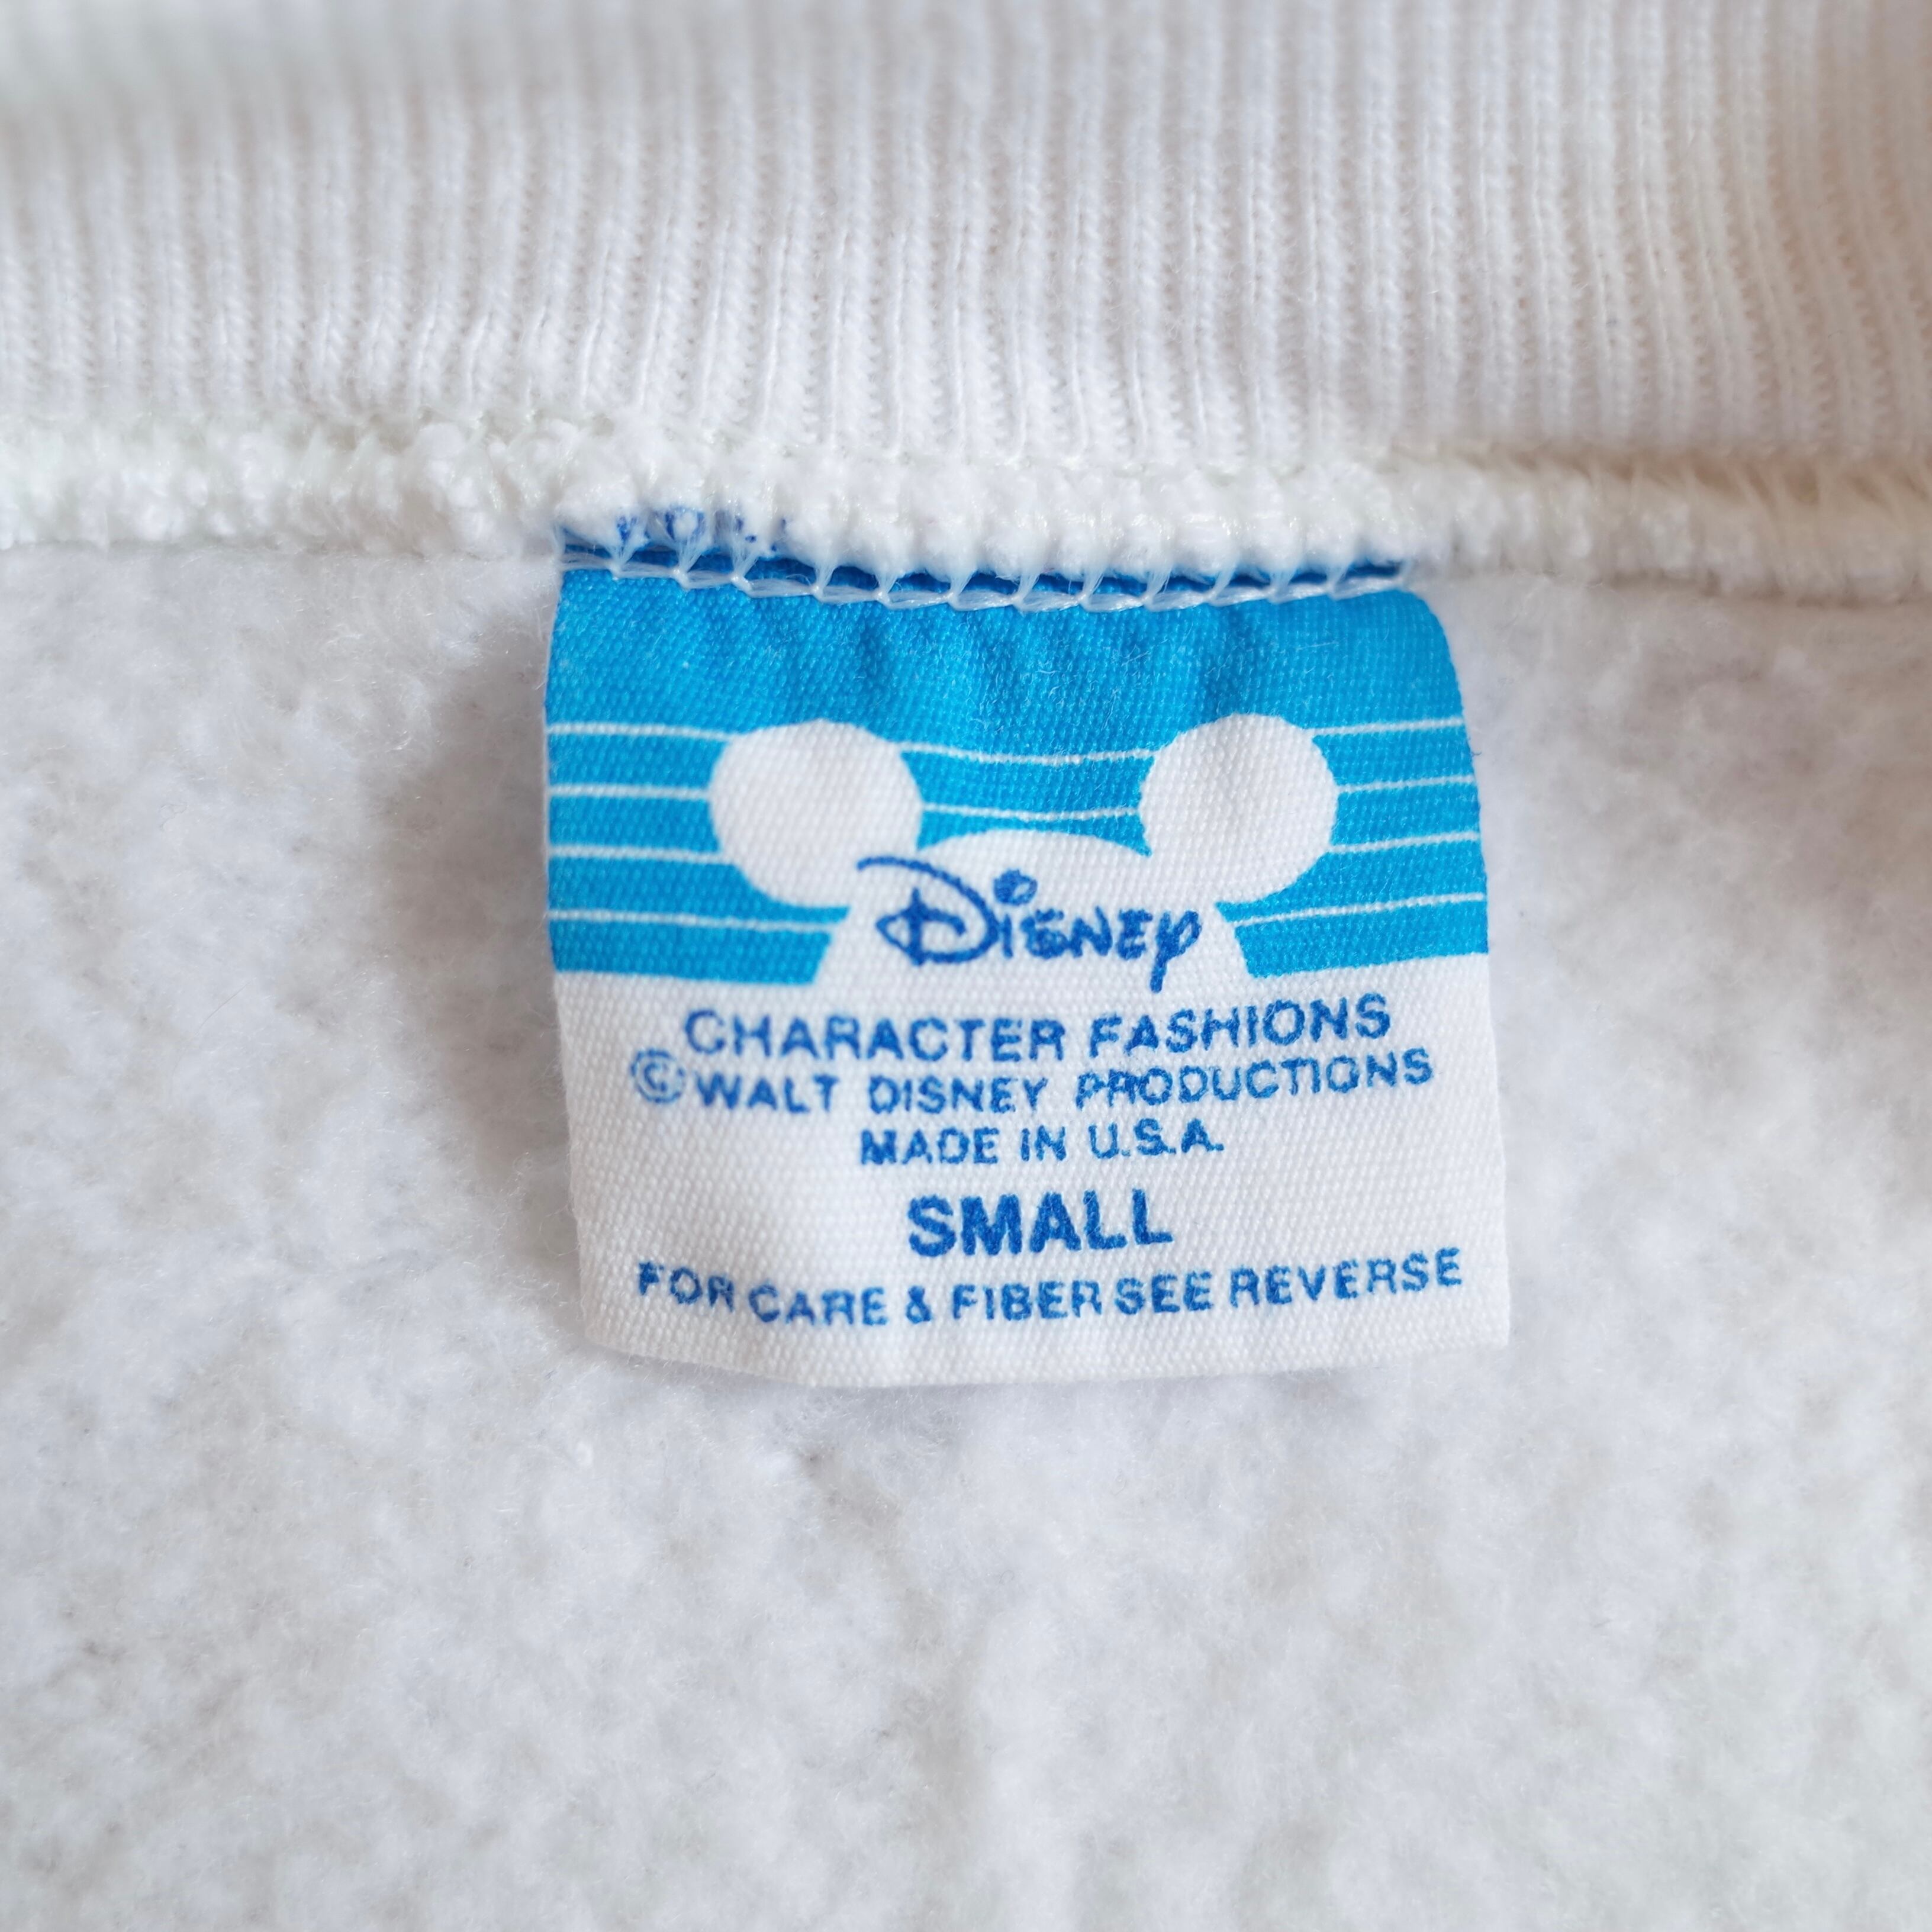 Disney
CHARACTER FASHIONS
© WALT DISNEY PRODUCTIONS
MADE IN U.S.A.
SMALL
FOR CARE & FIBER SEE REVERSE